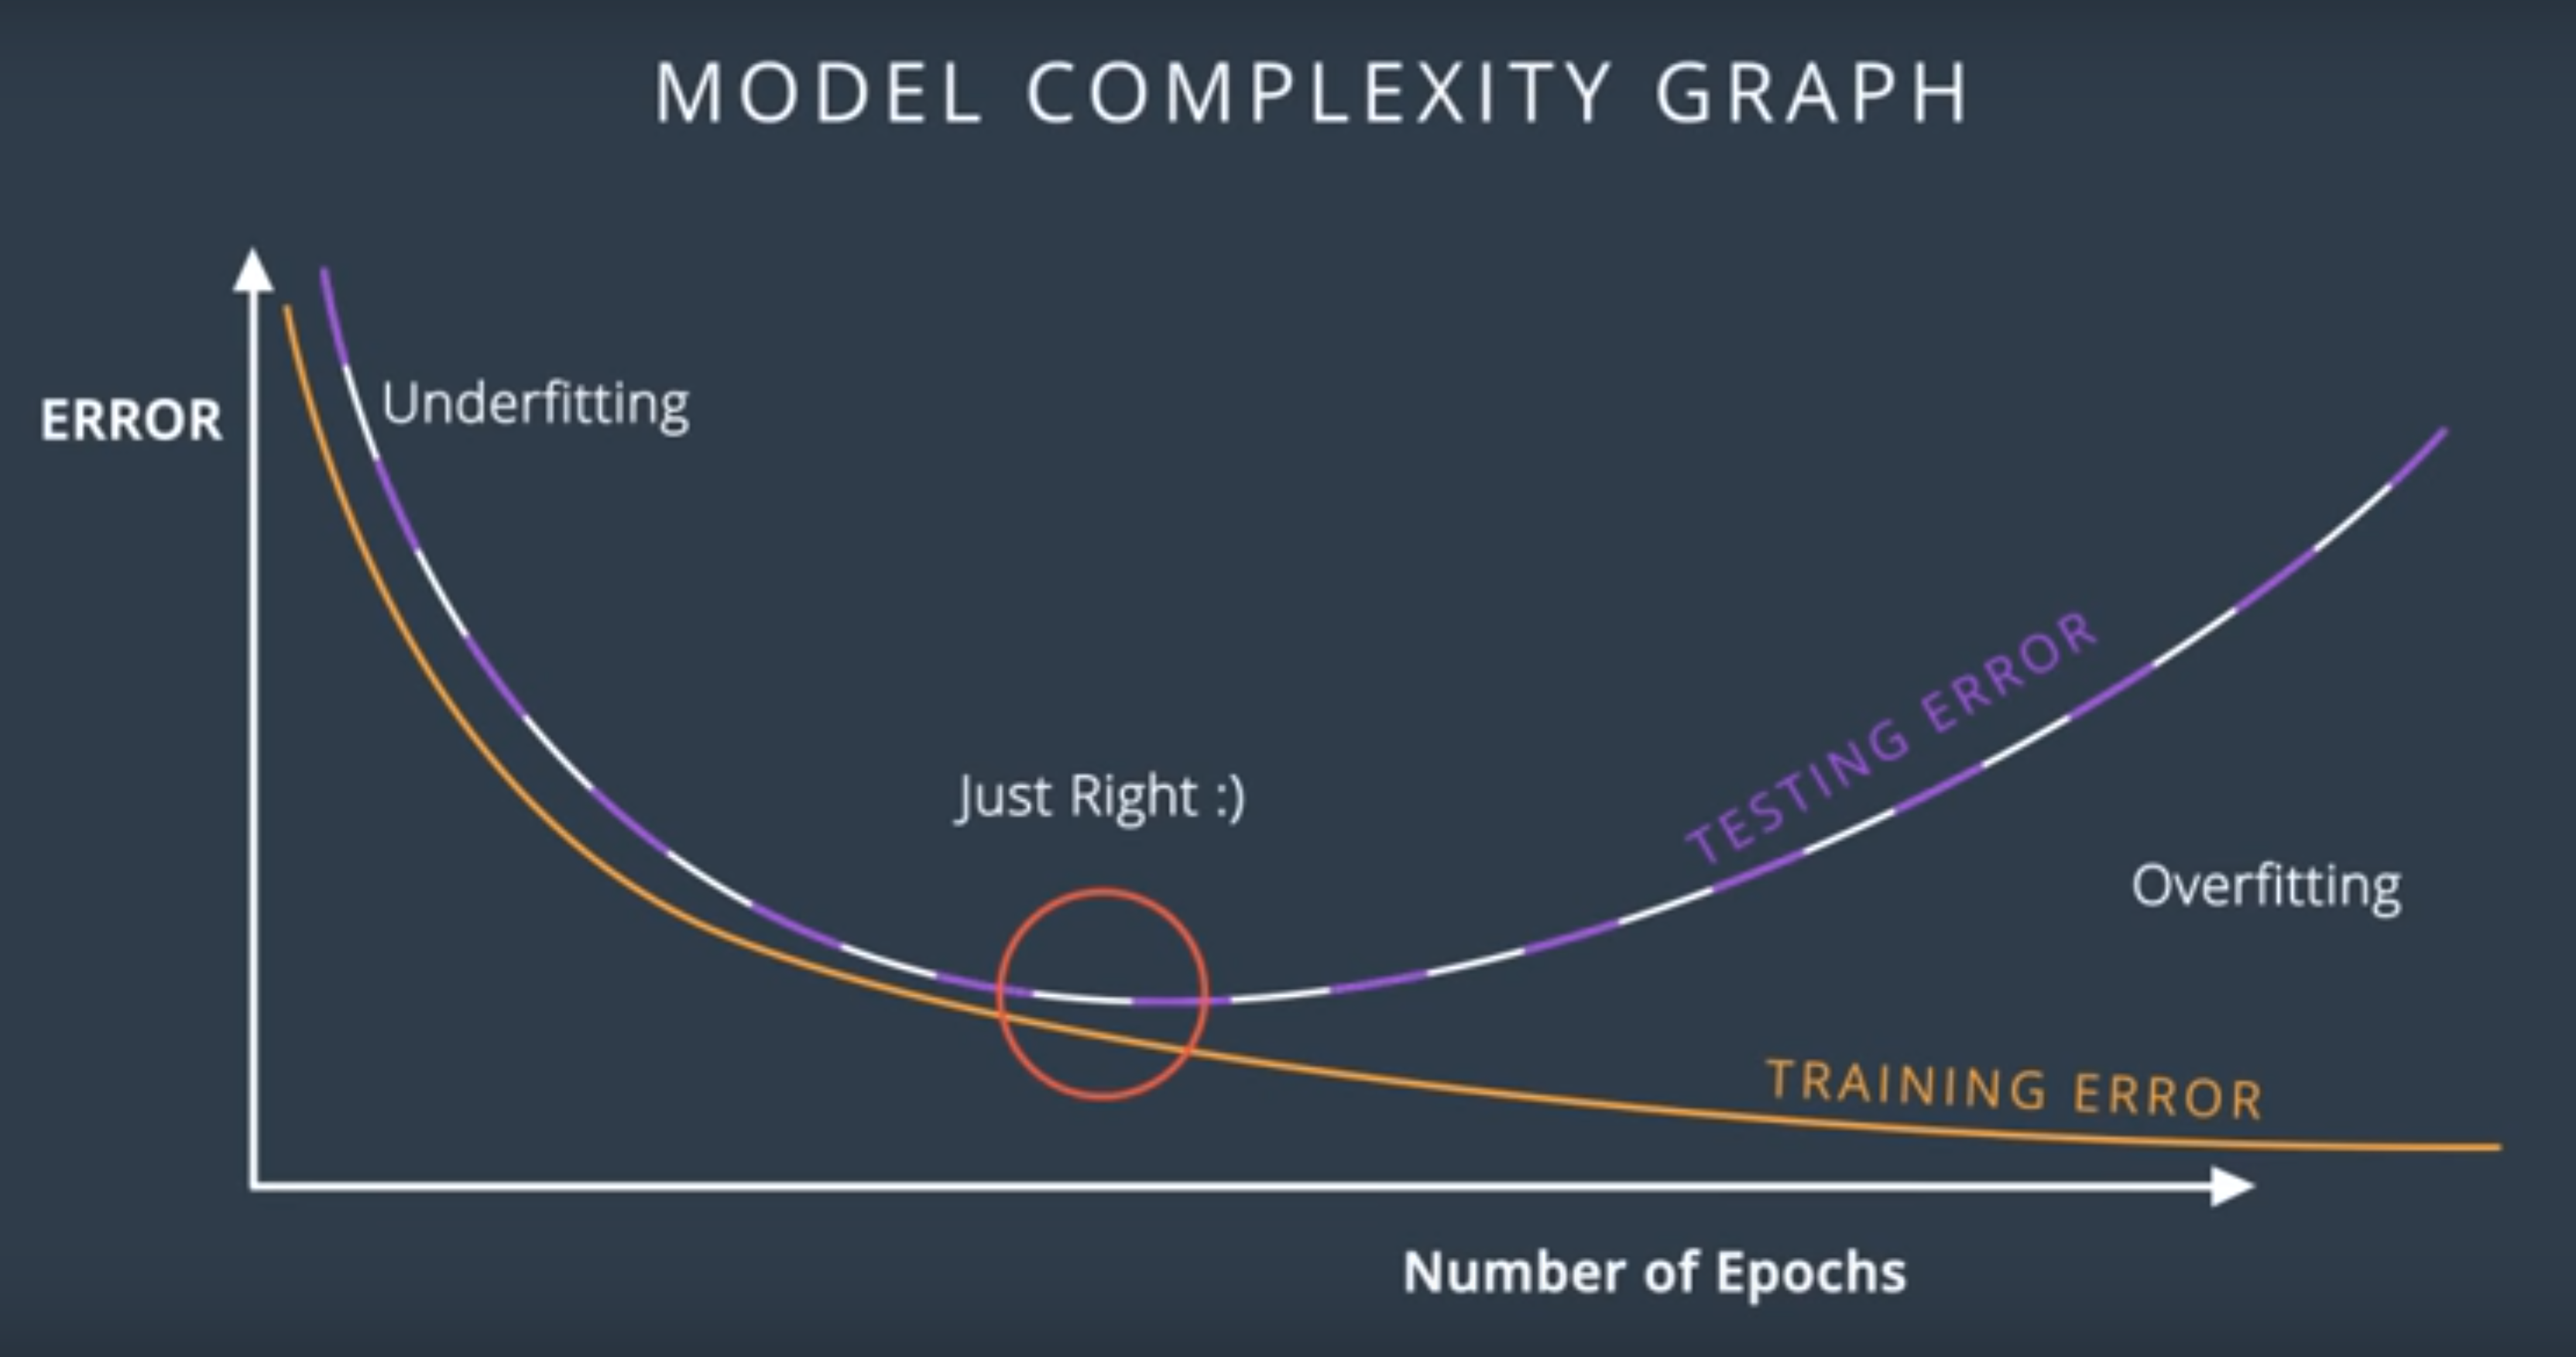 MODEL COMPLEXITY GRAPH
ERROR
Underfitting
Just Right :)
TESTING ERROR
Overfitting
TRAINING ERROR
Number of Epochs